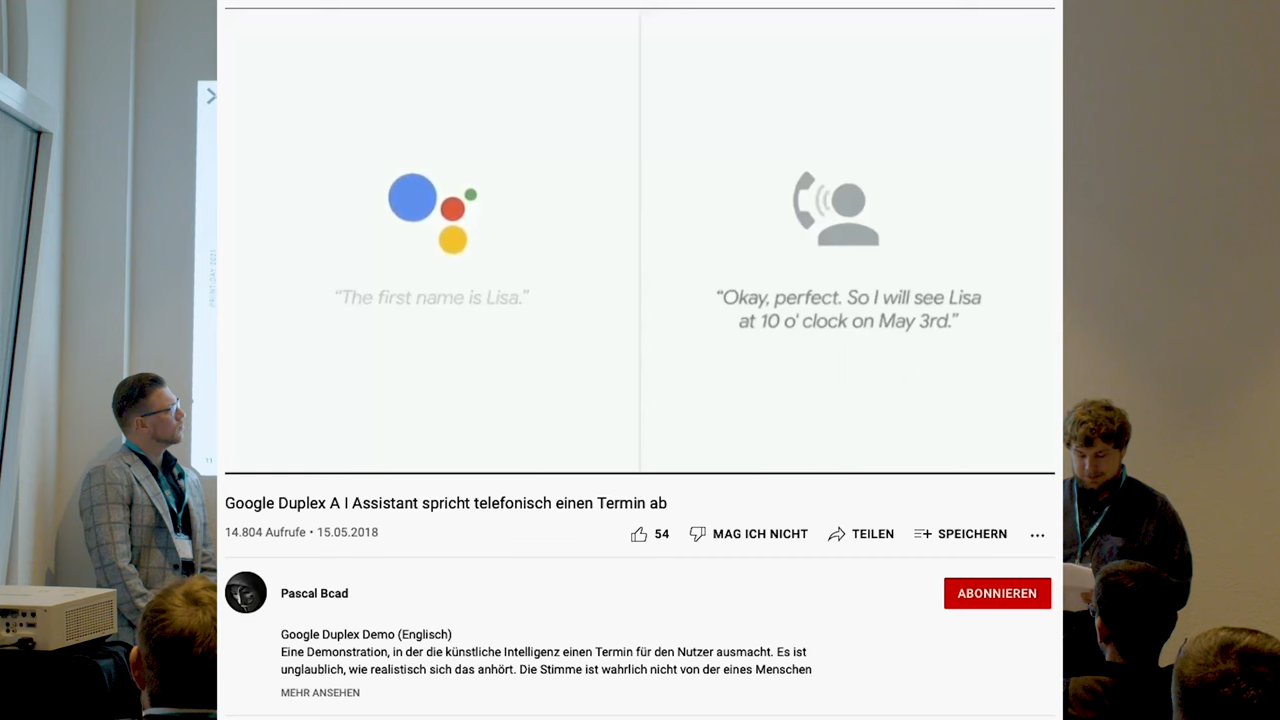 “The first name is Lisa.”
“Okay, perfect. So I will see Lisa
at 10 o' clock on May 3rd.”
Google Duplex A I Assistant spricht telefonisch einen Termin ab
14.804 Aufrufe • 15.05.2018
54
MAG ICH NICHT
TEILEN
SPEICHERN
Pascal Bcad
ABONNIEREN
Google Duplex Demo (Englisch)
Eine Demonstration, in der die künstliche Intelligenz einen Termin für den Nutzer ausmacht. Es ist
unglaublich, wie realistisch sich das anhört. Die Stimme ist wahrlich nicht von der eines Menschen
MEHR ANSEHEN
11